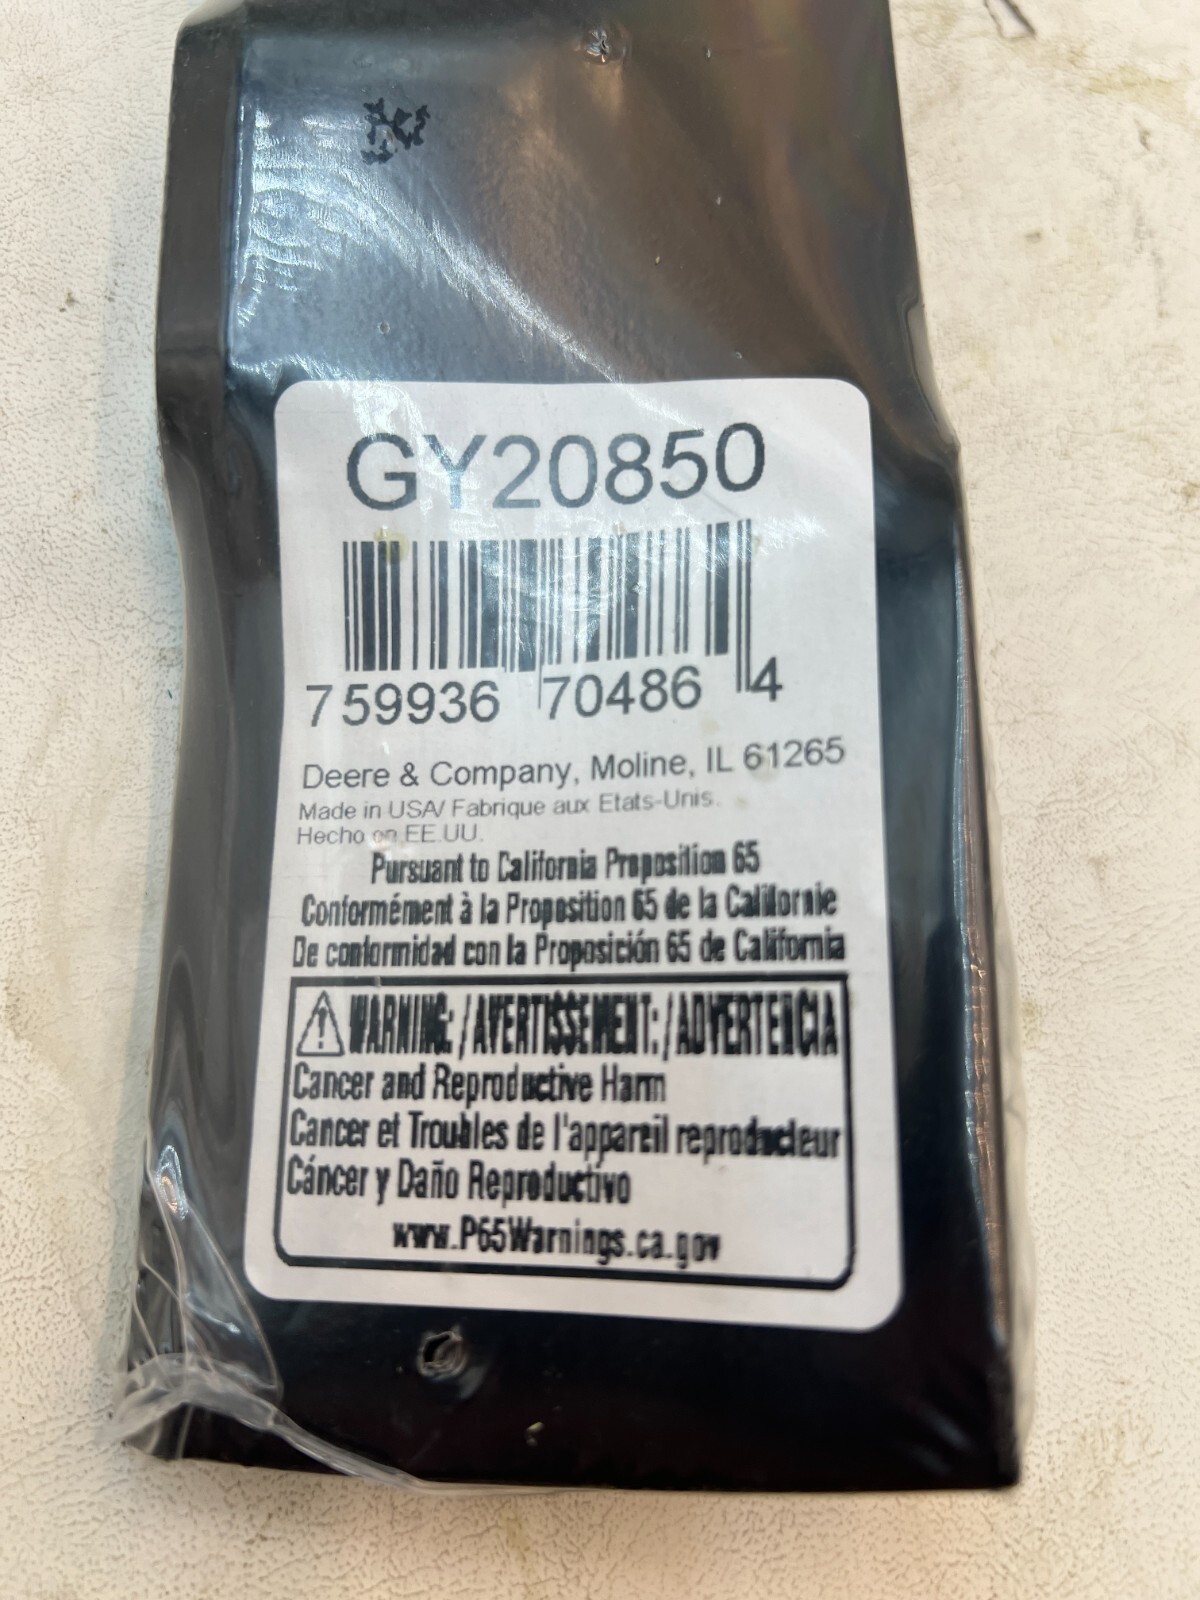 GY20850
7 59936 70486 4
Deere & Company, Moline, IL 61265
Made in USA/ Fabrique aux Etats-Unis.
Hecho en EE.UU.
Pursuant to California Proposition 65
Conformément à la Proposition 65 de la Californie
De conformidad con la Proposición 65 de California
WARNING: / AVERTISSEMENT: / ADVERTENCIA
Cancer and Reproductive Harm
Cancer et Troubles de l'appareil reproducteur
Cáncer y Daño Reproductivo
www.P65Warnings.ca.gov